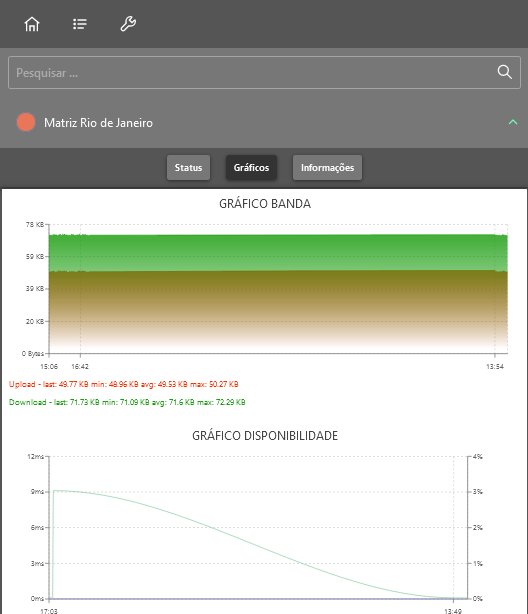 Pesquisar ...
Matriz Rio de Janeiro
Status Gráficos Informações
GRÁFICO BANDA
78 KB
59 KB
39 KB
20 KB
0 Bytes
15:06 16:42 13:54
Upload - last: 49.77 KB min: 48.96 KB avg: 49.53 KB max: 50.27 KB
Download - last: 71.73 KB min: 71.09 KB avg: 71.6 KB max: 72.29 KB
GRÁFICO DISPONIBILIDADE
12ms 4%
9ms 3%
6ms 2%
3ms 1%
0ms 0%
17:03 13:49